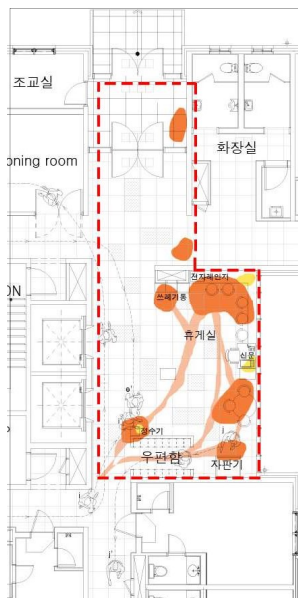 조교실
화장실
oning room
전자레인지
쓰레기통
ON
휴게실
신문
정수기
우편함
자판기